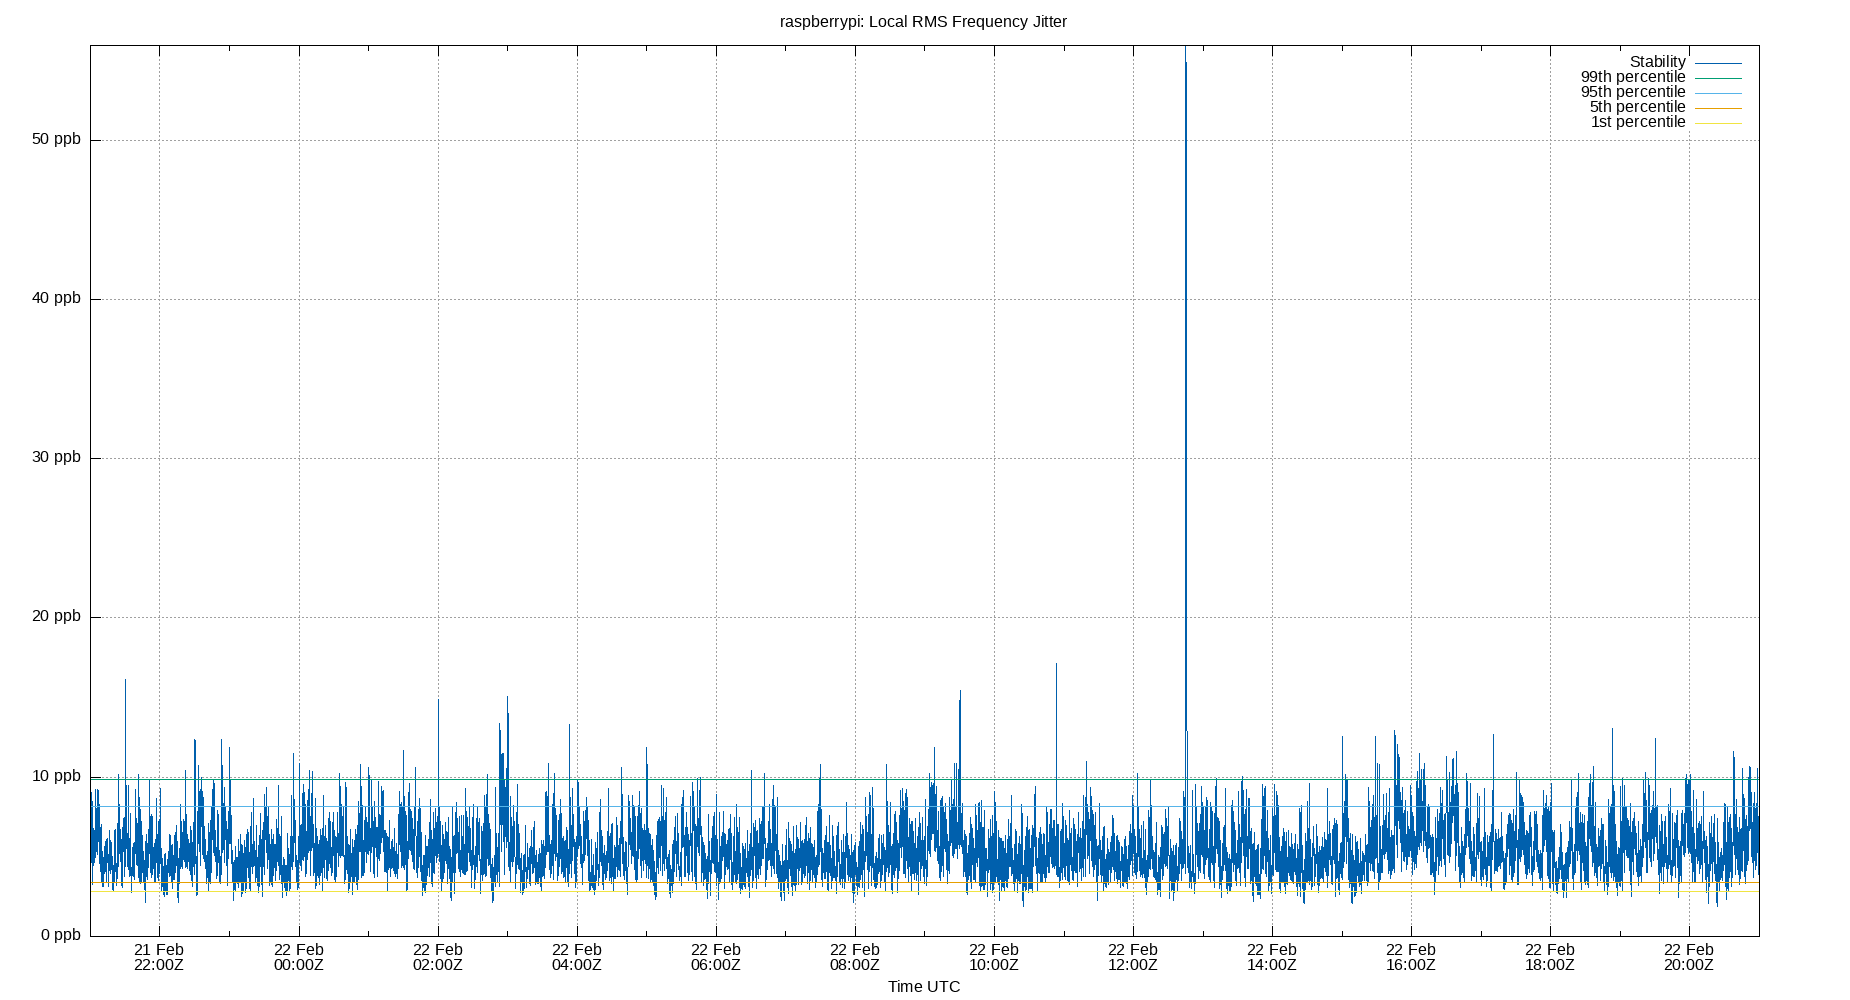 raspberrypi: Local RMS Frequency Jitter
Stability
99th percentile
95th percentile
5th percentile
1st percentile
50 ppb
40 ppb
30 ppb
20 ppb
10 ppb
0 ppb
21 Feb 22 Feb 22 Feb 22 Feb 22 Feb 22 Feb 22 Feb 22 Feb 22 Feb 22 Feb 22 Feb 22 Feb
22:00Z 00:00Z 02:00Z 04:00Z 06:00Z 08:00Z 10:00Z 12:00Z 14:00Z 16:00Z 18:00Z 20:00Z
Time UTC